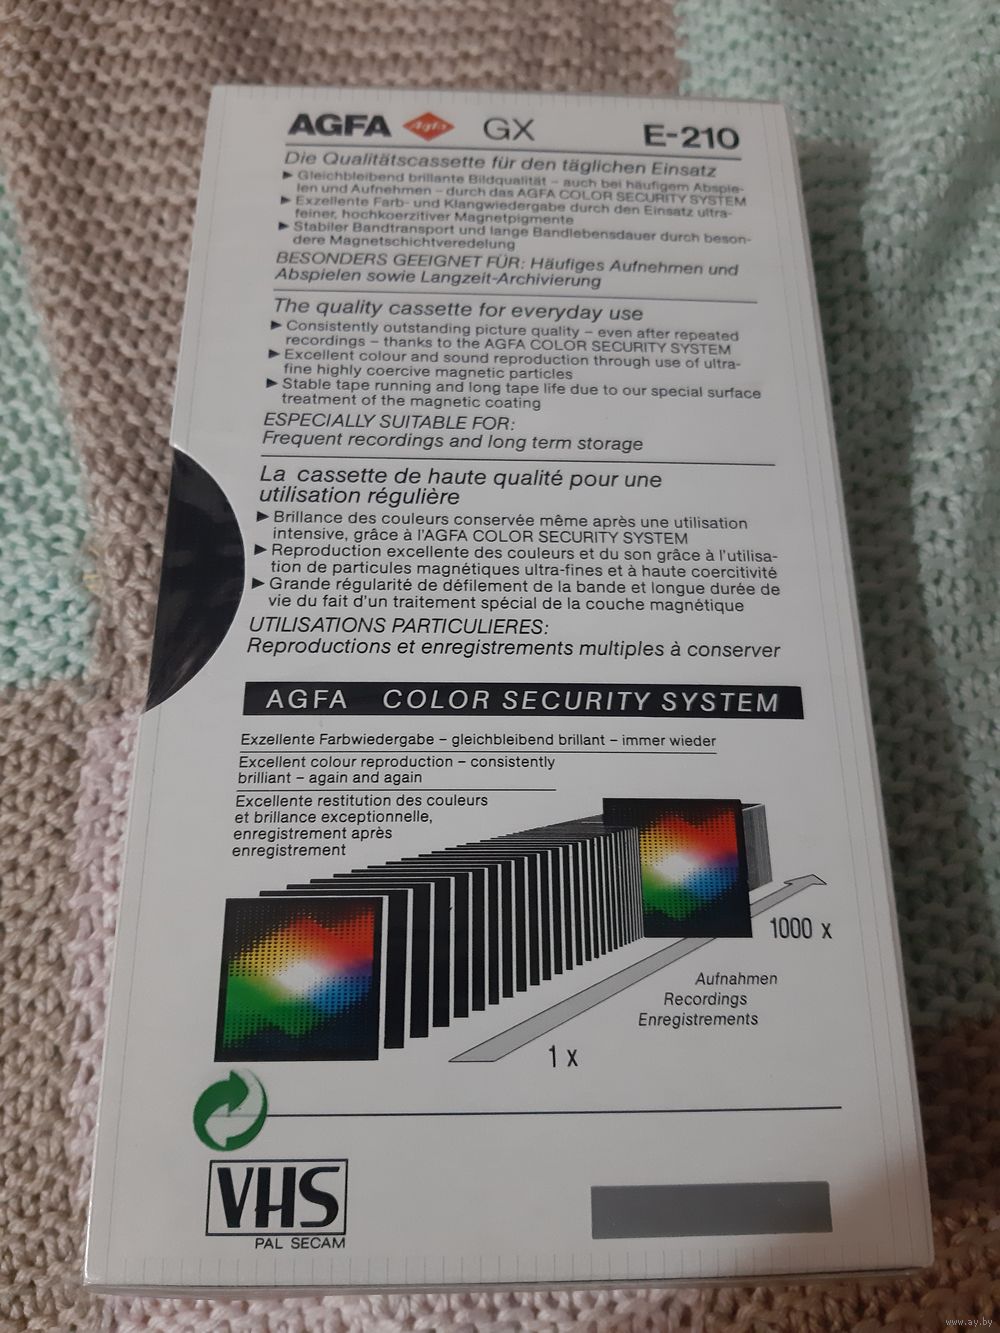 AGFA Agfa GX E-210
Die Qualitätscassette für den täglichen Einsatz
► Gleichbleibend brillante Bildqualität – auch bei häufigem Abspie-
len und Aufnehmen – durch das AGFA COLOR SECURITY SYSTEM
► Exzellente Farb- und Klangwiedergabe durch den Einsatz ultra-
feiner, hochkoerzitiver Magnetpigmente
► Stabiler Bandtransport und lange Bandlebensdauer durch beson-
dere Magnetschichtveredelung
BESONDERS GEEIGNET FÜR: Häufiges Aufnehmen und
Abspielen sowie Langzeit-Archivierung
The quality cassette for everyday use
► Consistently outstanding picture quality – even after repeated
recordings – thanks to the AGFA COLOR SECURITY SYSTEM
► Excellent colour and sound reproduction through use of ultra-
fine highly coercive magnetic particles
► Stable tape running and long tape life due to our special surface
treatment of the magnetic coating
ESPECIALLY SUITABLE FOR:
Frequent recordings and long term storage
La cassette de haute qualité pour une
utilisation régulière
► Brillance des couleurs conservée même après une utilisation
intensive, grâce à l'AGFA COLOR SECURITY SYSTEM
► Reproduction excellente des couleurs et du son grâce à l'utilisa-
tion de particules magnétiques ultra-fines et à haute coercitivité
► Grande régularité de défilement de la bande et longue durée de
vie du fait d'un traitement spécial de la couche magnétique
UTILISATIONS PARTICULIERES:
Reproductions et enregistrements multiples à conserver
AGFA COLOR SECURITY SYSTEM
Exzellente Farbwiedergabe – gleichbleibend brillant – immer wieder
Excellent colour reproduction – consistently
brilliant – again and again
Excellente restitution des couleurs
et brillance exceptionnelle,
enregistrement après
enregistrement
1000 x
Aufnahmen
Recordings
Enregistrements
1 x
VHS
PAL SECAM
www.ay.by